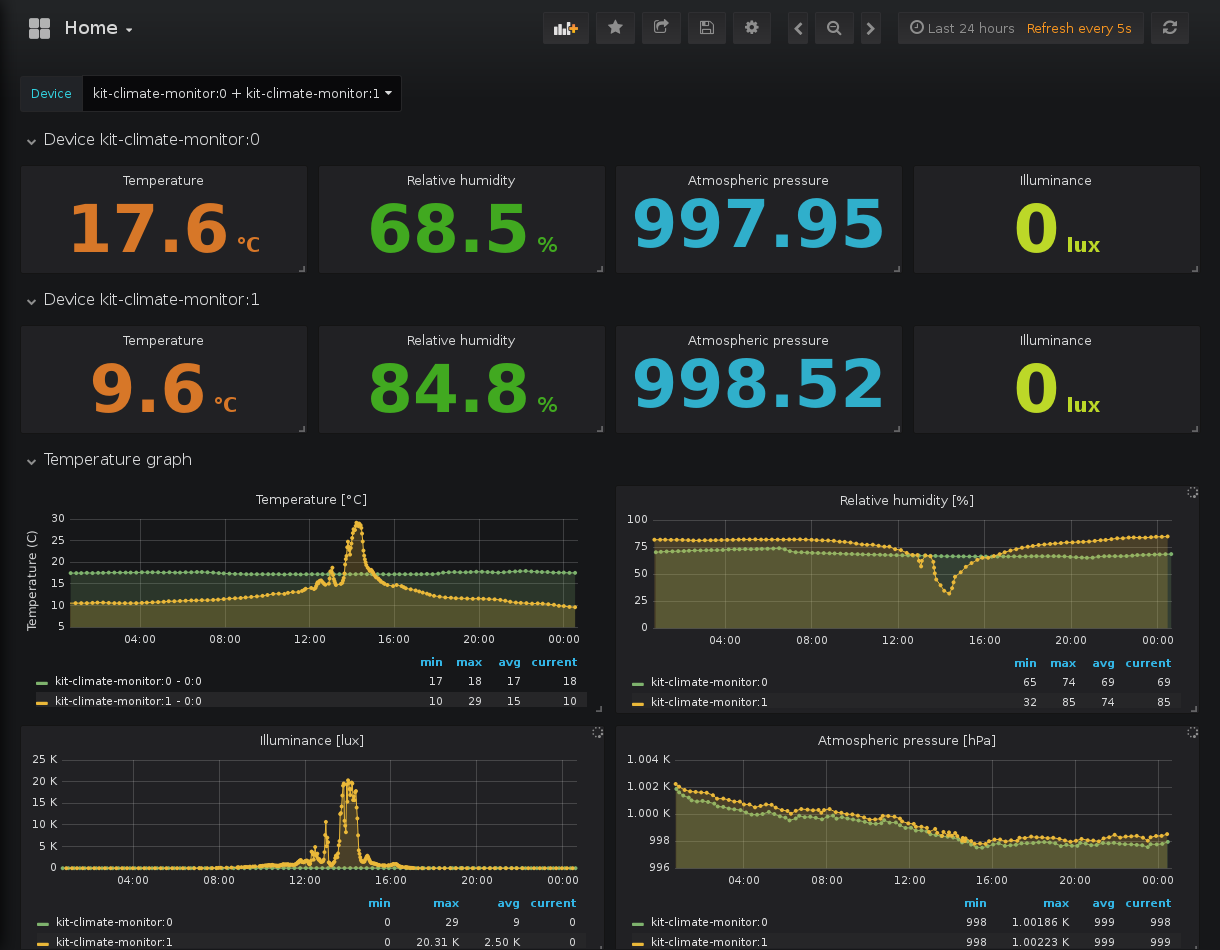 Home
Last 24 hours Refresh every 5s
Device kit-climate-monitor:0 + kit-climate-monitor:1
Device kit-climate-monitor:0
Temperature Relative humidity Atmospheric pressure Illuminance
17.6 °C 68.5 % 997.95 0 lux
Device kit-climate-monitor:1
Temperature Relative humidity Atmospheric pressure Illuminance
9.6 °C 84.8 % 998.52 0 lux
Temperature graph
Temperature [°C]
Temperature (C)
30
25
20
15
10
5
04:00 08:00 12:00 16:00 20:00 00:00
min max avg current
kit-climate-monitor:0 - 0:0 17 18 17 18
kit-climate-monitor:1 - 0:0 10 29 15 10
Relative humidity [%]
100
75
50
25
0
04:00 08:00 12:00 16:00 20:00 00:00
min max avg current
kit-climate-monitor:0 65 74 69 69
kit-climate-monitor:1 32 85 74 85
Illuminance [lux]
25 K
20 K
15 K
10 K
5 K
0
04:00 08:00 12:00 16:00 20:00 00:00
min max avg current
kit-climate-monitor:0 0 29 9 0
kit-climate-monitor:1 0 20.31 K 2.50 K 0
Atmospheric pressure [hPa]
1.004 K
1.002 K
1.000 K
998
996
04:00 08:00 12:00 16:00 20:00 00:00
min max avg current
kit-climate-monitor:0 998 1.00186 K 999 998
kit-climate-monitor:1 998 1.00223 K 999 999